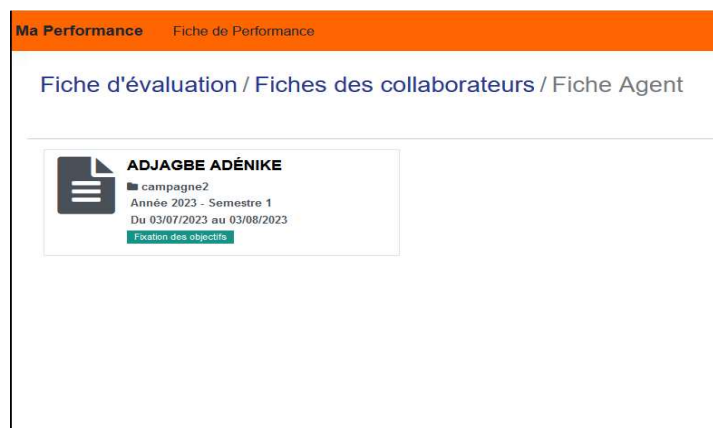 Ma Performance Fiche de Performance
Fiche d'évaluation / Fiches des collaborateurs / Fiche Agent
ADJAGBE ADÉNIKE
campagne2
Année 2023 - Semestre 1
Du 03/07/2023 au 03/08/2023
Fixation des objectifs